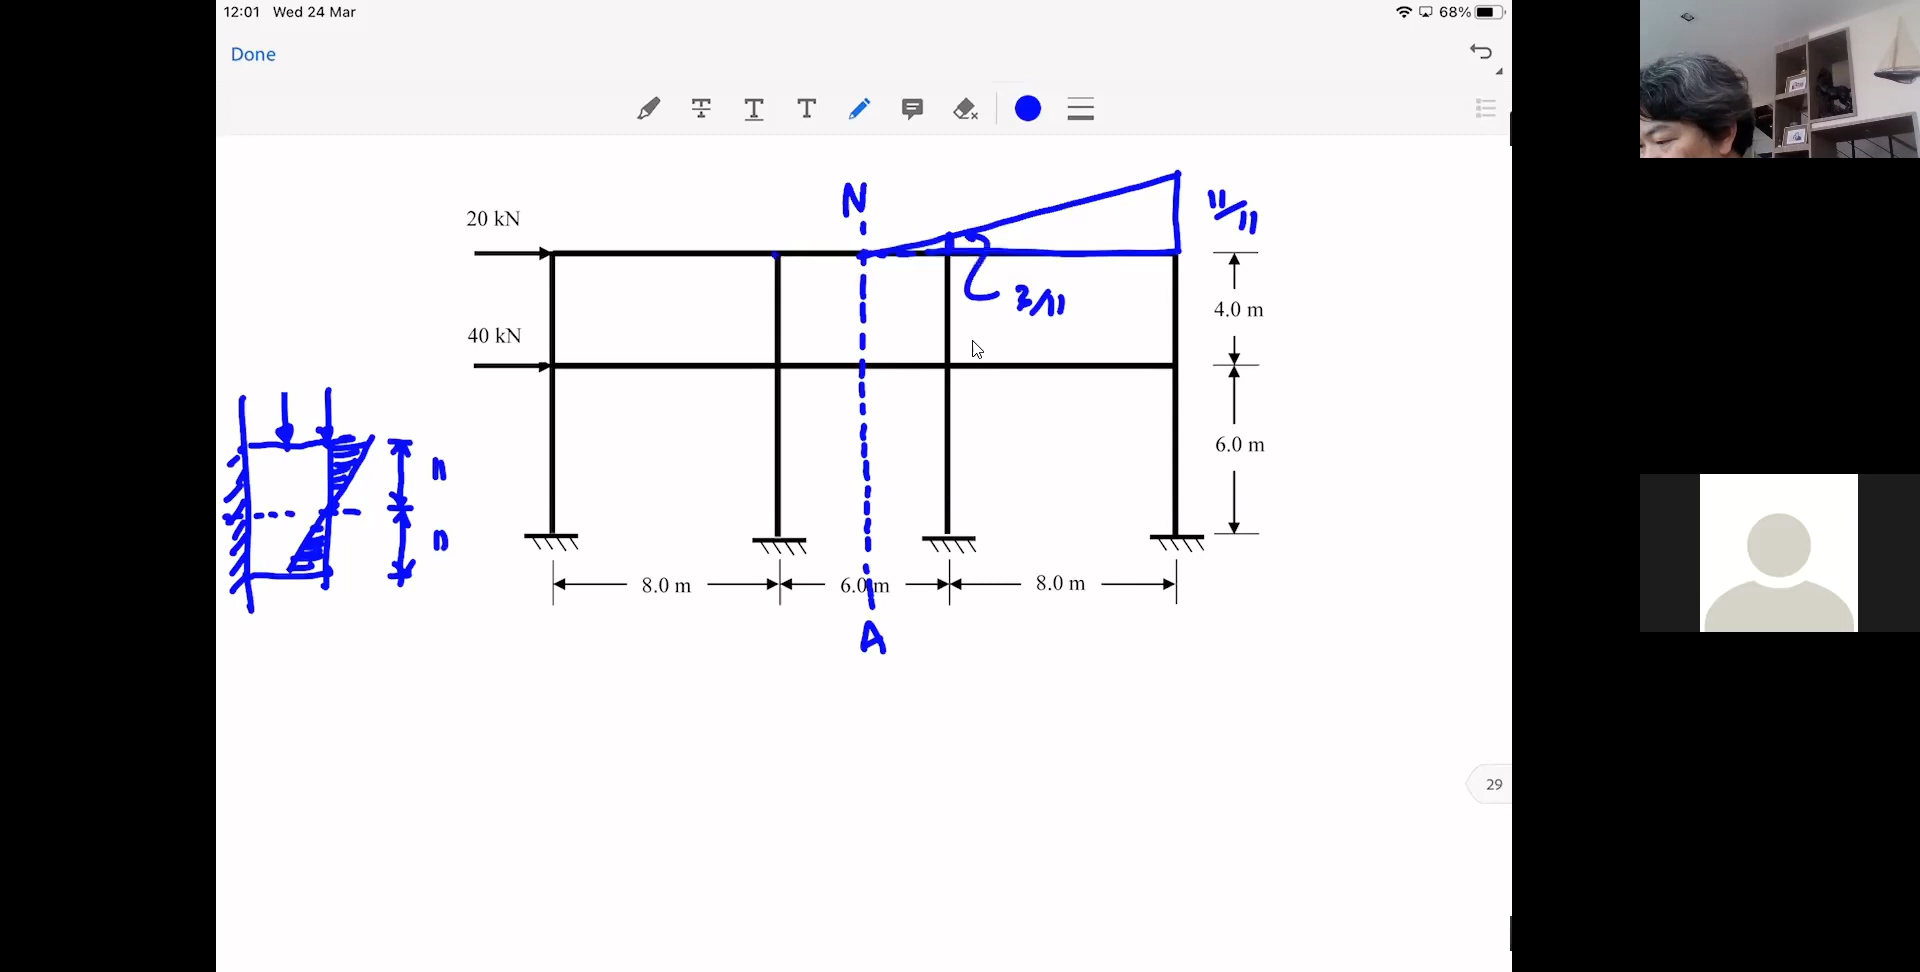 12:01 Wed 24 Mar
68%
Done
T T T
N
11/11
20 kN
3/11
4.0 m
40 kN
6.0 m
n
n
8.0 m
6.0 m
8.0 m
A
29